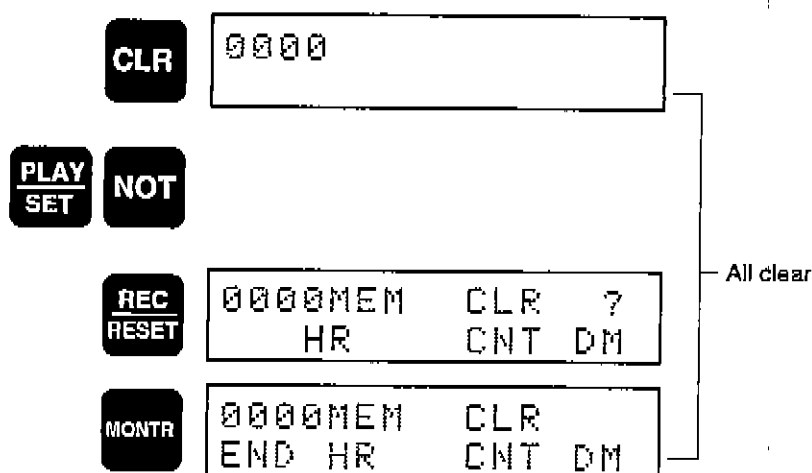 CLR
0000
PLAY
SET
NOT
REC
RESET
0000MEM CLR ?
HR CNT DM
All clear
MONTR
0000MEM CLR
END HR CNT DM